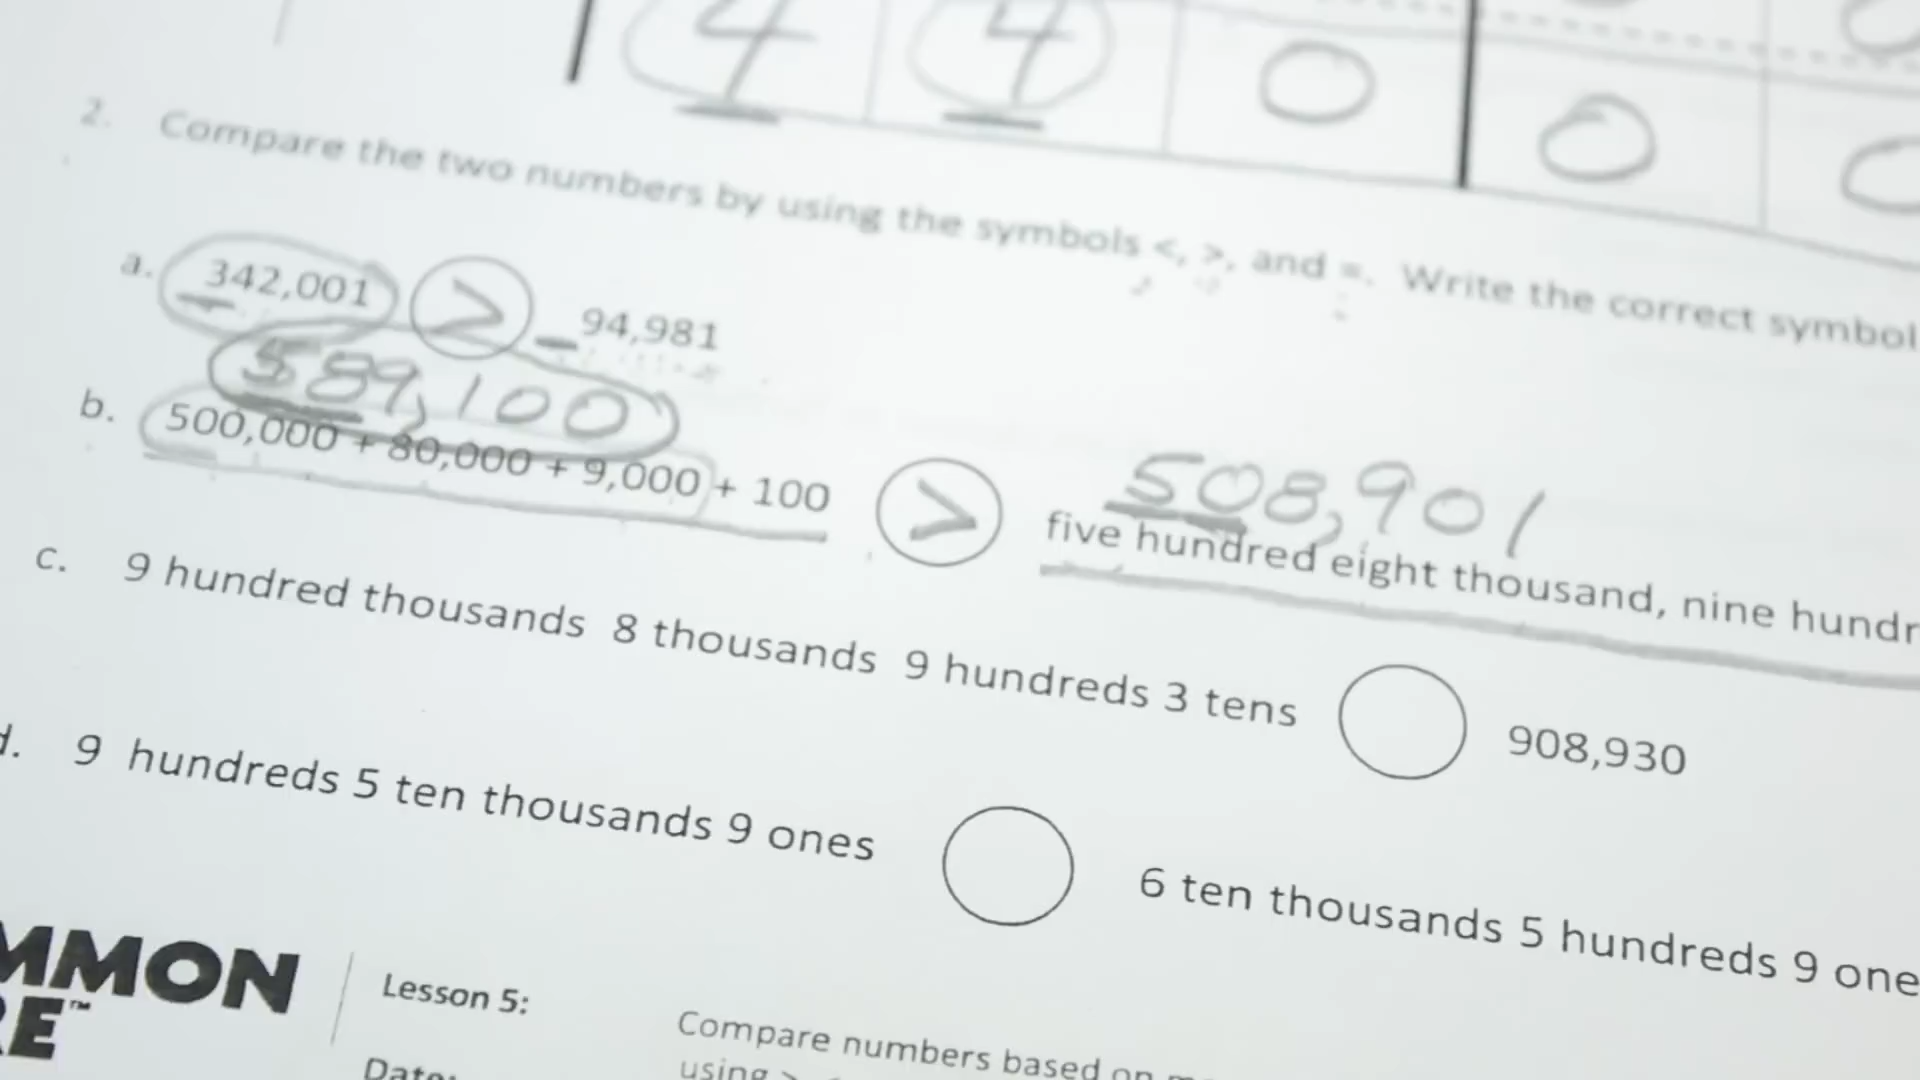 4 4 0 0
2. Compare the two numbers by using the symbols <, >, and =. Write the correct symbol
a. 342,001 > 94,981
589,100
b. 500,000 + 80,000 + 9,000 + 100 > five hundred eight thousand, nine hundr
508,901
c. 9 hundred thousands 8 thousands 9 hundreds 3 tens 908,930
d. 9 hundreds 5 ten thousands 9 ones 6 ten thousands 5 hundreds 9 one
MMON
RE™
Lesson 5:
Compare numbers based on
Date:
using >